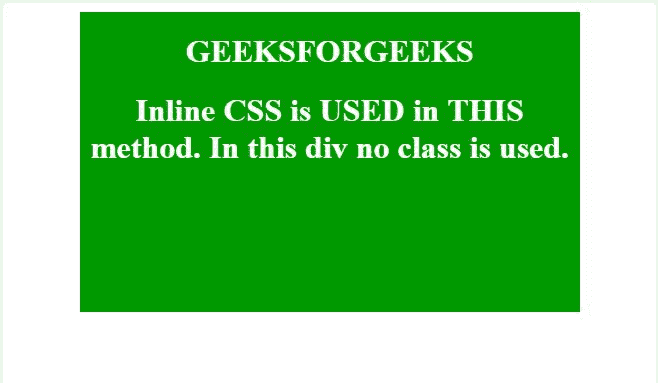 GEEKSFORGEEKS
Inline CSS is USED in THIS
method. In this div no class is used.